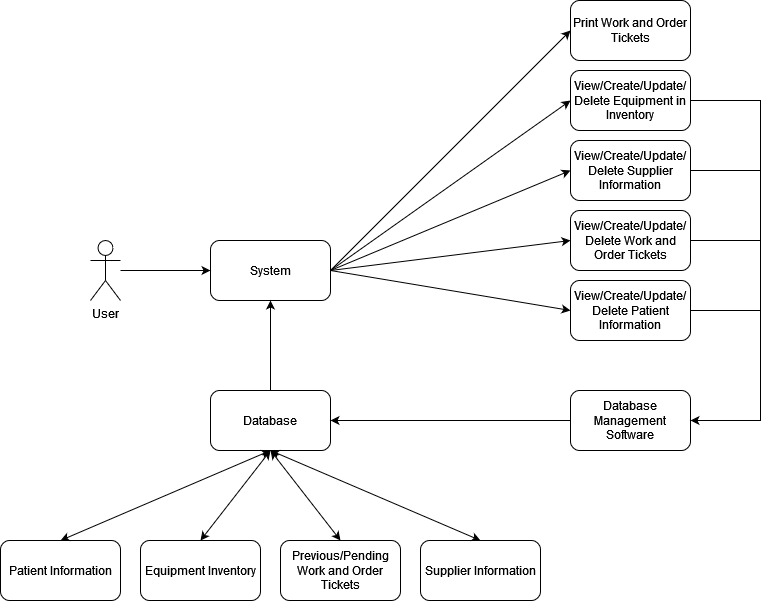 Print Work and Order
Tickets
View/Create/Update/
Delete Equipment in
Inventory
View/Create/Update/
Delete Supplier
Information
View/Create/Update/
Delete Work and
Order Tickets
View/Create/Update/
Delete Patient
Information
System
User
Database
Database
Management
Software
Patient Information
Equipment Inventory
Previous/Pending
Work and Order
Tickets
Supplier Information